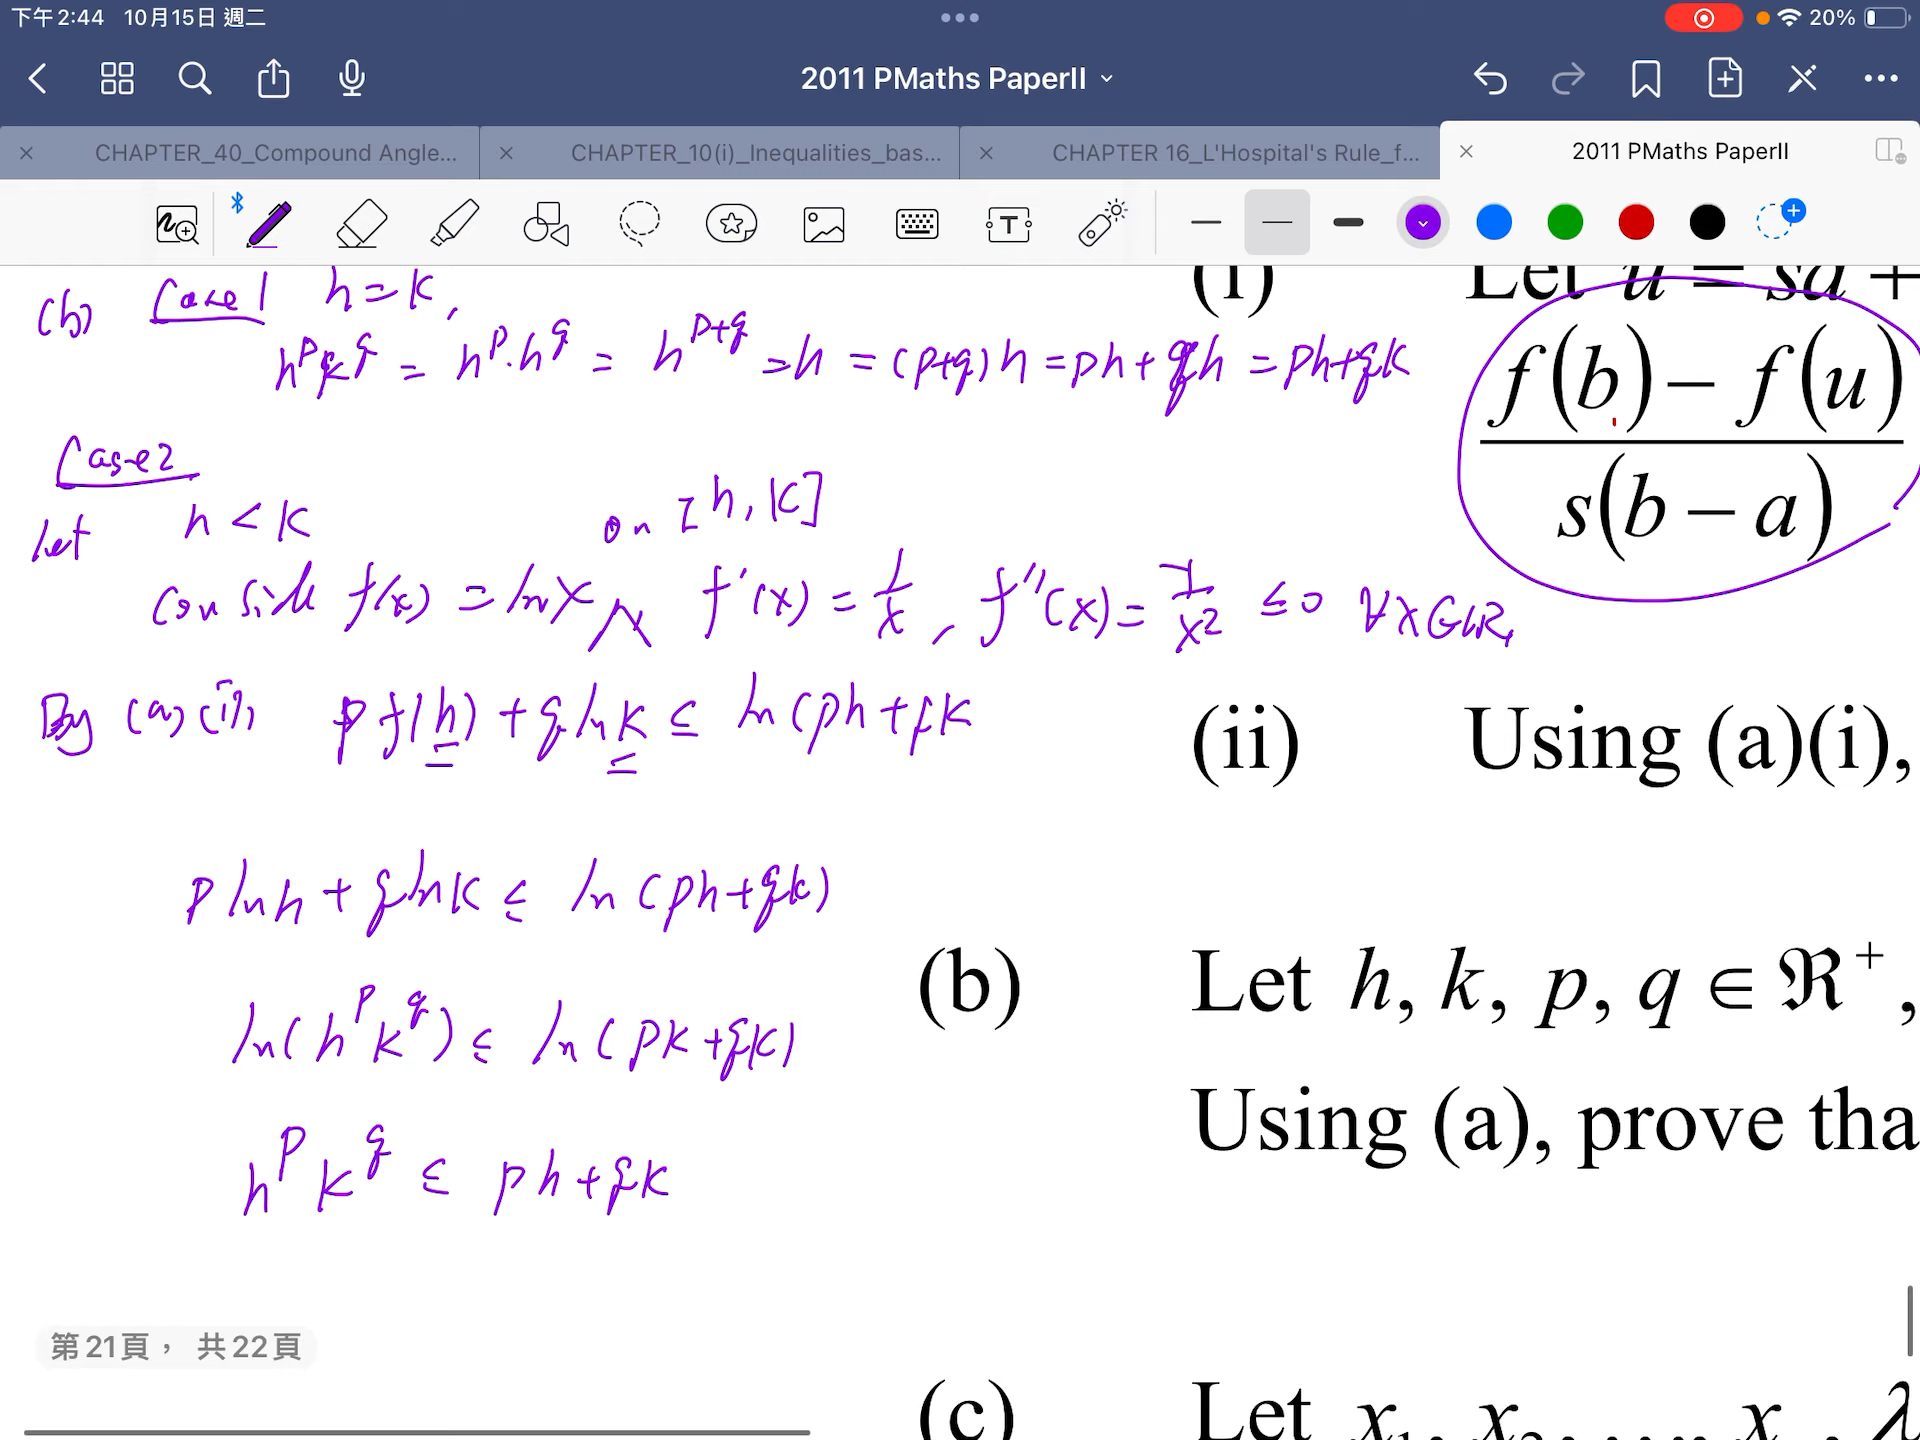 下午2:44 10月15日 週二
20%
2011 PMaths PaperII
CHAPTER_40_Compound Angle...
CHAPTER_10(i)_Inequalities_bas...
CHAPTER 16_L'Hospital's Rule_f...
2011 PMaths PaperII
(b) Case 1 h = k,
h^p k^q = h^p · h^q = h^(p+q) = h = (p+q)h = ph + qh = ph + qk
Case 2
let h < k on [h, k]
Conside f(x) = ln x, f'(x) = 1/x, f''(x) = -1/x² ≤ 0 ∀x∈ℝ+
By (a)(ii), p f(h) + q ln k ≤ ln(ph + qk
p ln h + q ln k ≤ ln(ph + qk)
ln(h^p k^q) ≤ ln(pk + qk)
h^p k^q ≤ ph + qk
第21頁， 共22頁
(i) Let u = sa +
f(b) − f(u)
s(b − a)
(ii) Using (a)(i),
(b) Let h, k, p, q ∈ ℜ⁺,
Using (a), prove tha
(c) Let x₁, x₂, ..., x , λ